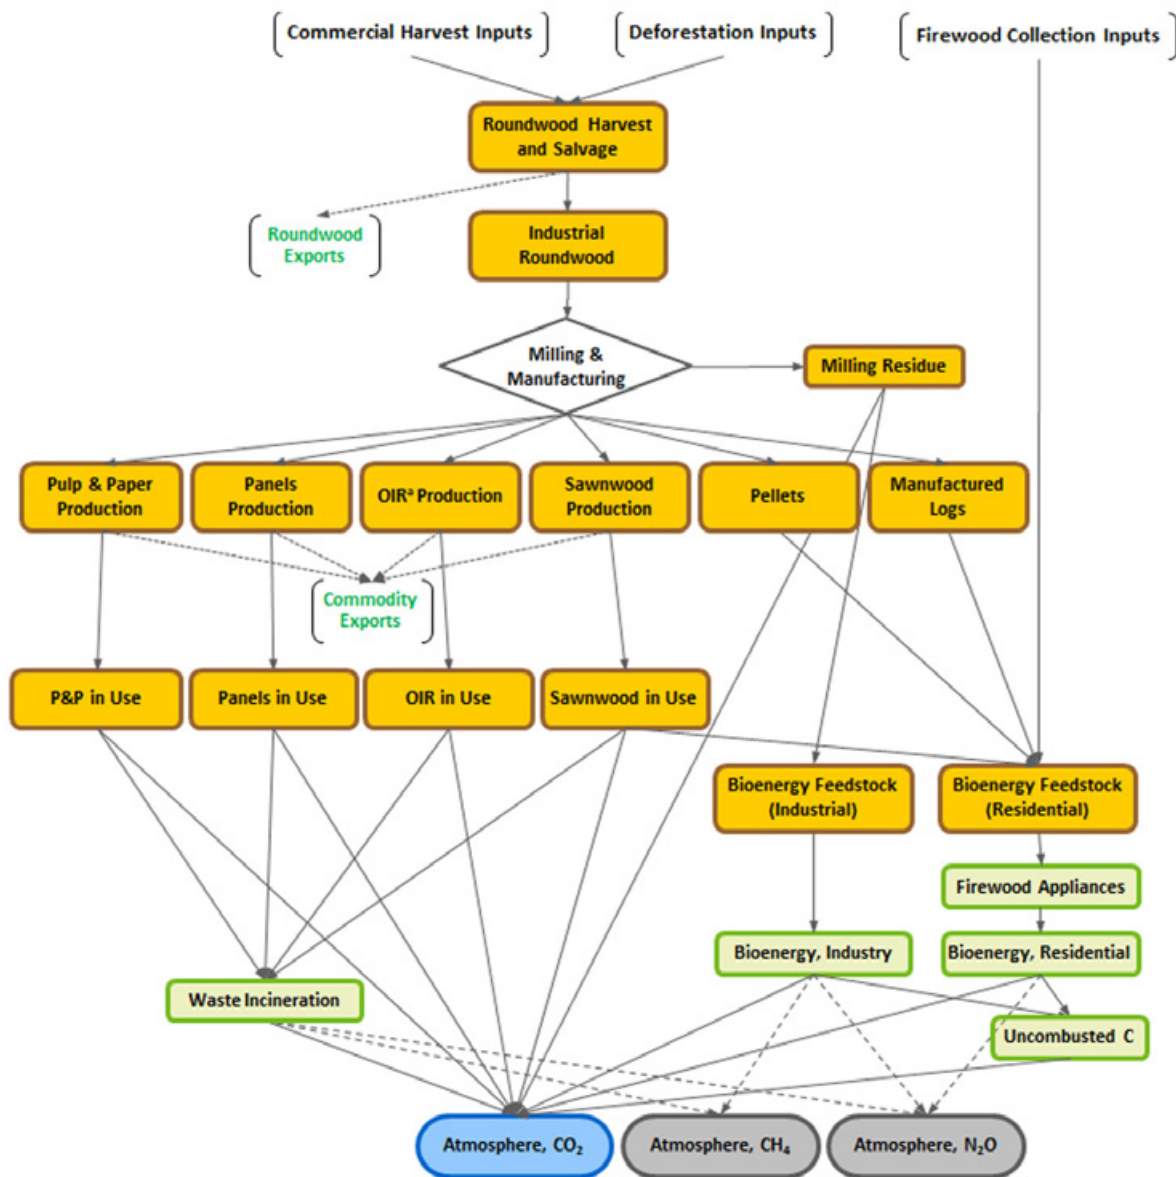 Commercial Harvest Inputs
Deforestation Inputs
Firewood Collection Inputs
Roundwood Harvest
and Salvage
Roundwood
Exports
Industrial
Roundwood
Milling &
Manufacturing
Milling Residue
Pulp & Paper
Production
Panels
Production
OIRᵃ Production
Sawnwood
Production
Pellets
Manufactured
Logs
Commodity
Exports
P&P in Use
Panels in Use
OIR in Use
Sawnwood in Use
Bioenergy Feedstock
(Industrial)
Bioenergy Feedstock
(Residential)
Firewood Appliances
Bioenergy, Industry
Bioenergy, Residential
Waste Incineration
Uncombusted C
Atmosphere, CO₂
Atmosphere, CH₄
Atmosphere, N₂O